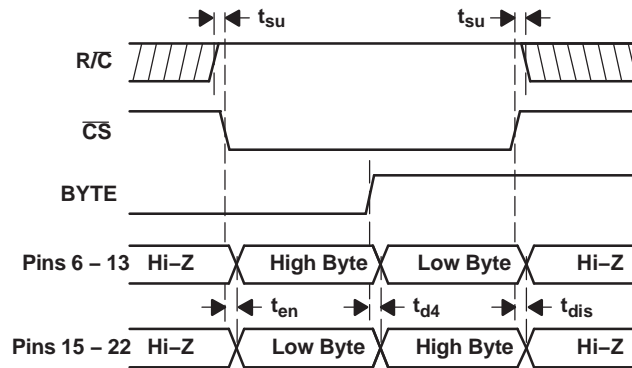 tsu tsu
R/C̅
C̅S̅
BYTE
Pins 6 – 13 Hi–Z High Byte Low Byte Hi–Z
ten td4 tdis
Pins 15 – 22 Hi–Z Low Byte High Byte Hi–Z